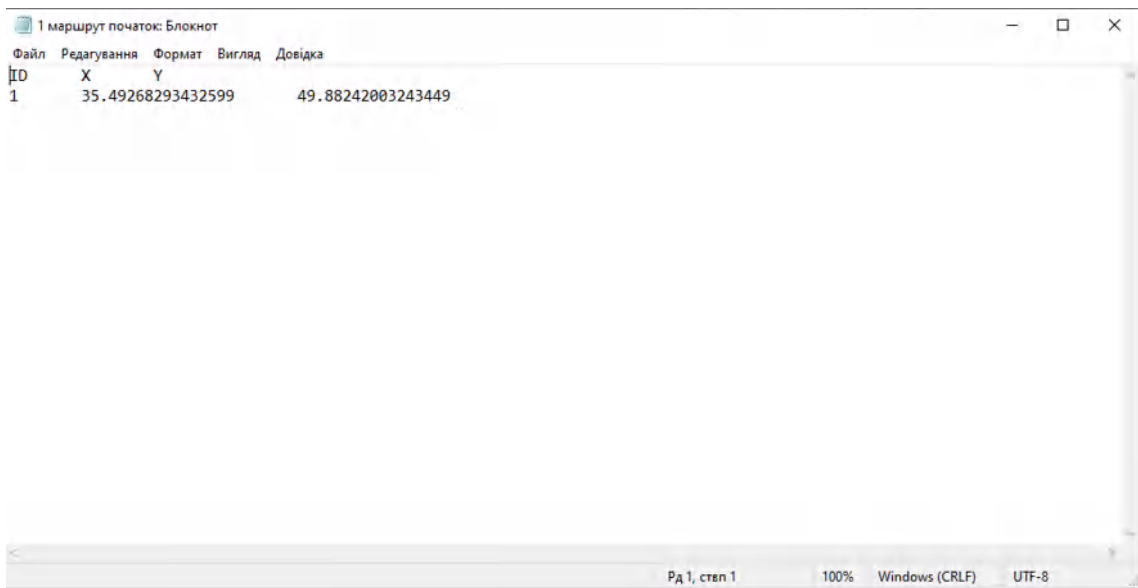 1 маршрут початок: Блокнот
Файл Редагування Формат Вигляд Довідка
ID X Y
1 35.49268293432599 49.88242003243449
Рд 1, ствп 1 100% Windows (CRLF) UTF-8